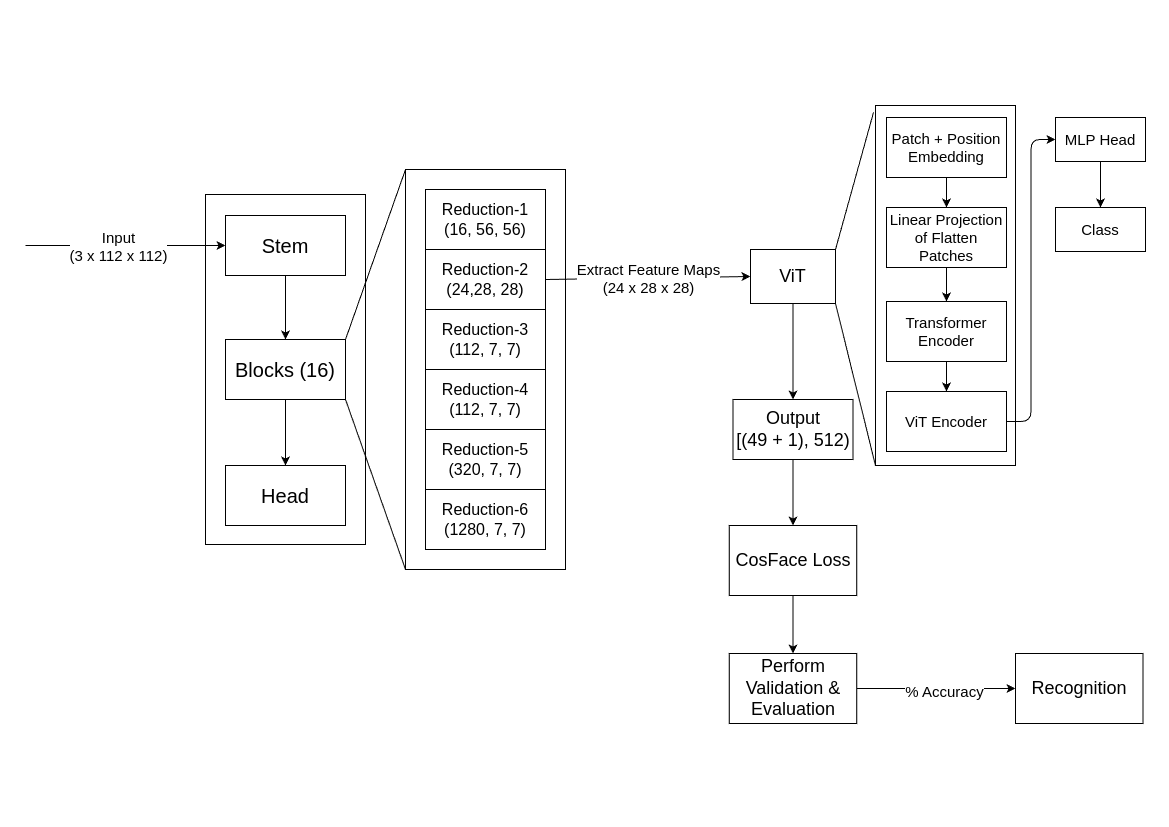 Input
(3 x 112 x 112)
Stem
Blocks (16)
Head
Reduction-1
(16, 56, 56)
Reduction-2
(24,28, 28)
Reduction-3
(112, 7, 7)
Reduction-4
(112, 7, 7)
Reduction-5
(320, 7, 7)
Reduction-6
(1280, 7, 7)
Extract Feature Maps
(24 x 28 x 28)
ViT
Patch + Position
Embedding
Linear Projection
of Flatten
Patches
Transformer
Encoder
ViT Encoder
MLP Head
Class
Output
[(49 + 1), 512)
CosFace Loss
Perform
Validation &
Evaluation
% Accuracy
Recognition